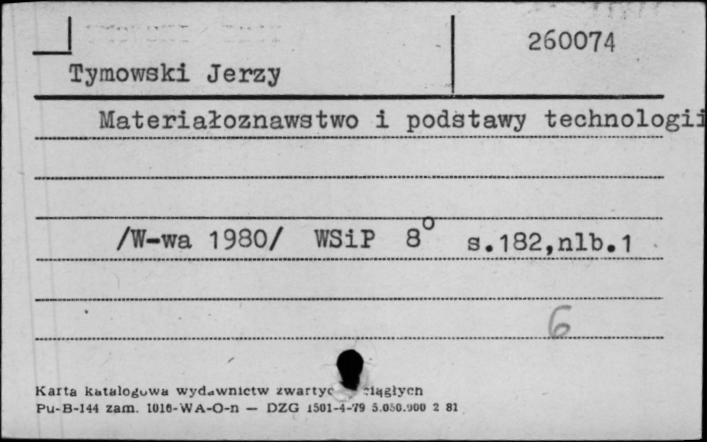 260074
Tymowski Jerzy
Materiałoznawstwo i podstawy technologii
/W-wa 1980/ WSiP 8° s.182,nlb.1
6
Karta katalogowa wydawnictw zwartyc ciągłych
Pu-B-144 zam. 1016-WA-O-n — DZG 1501-4-79 5.050.000 2 81